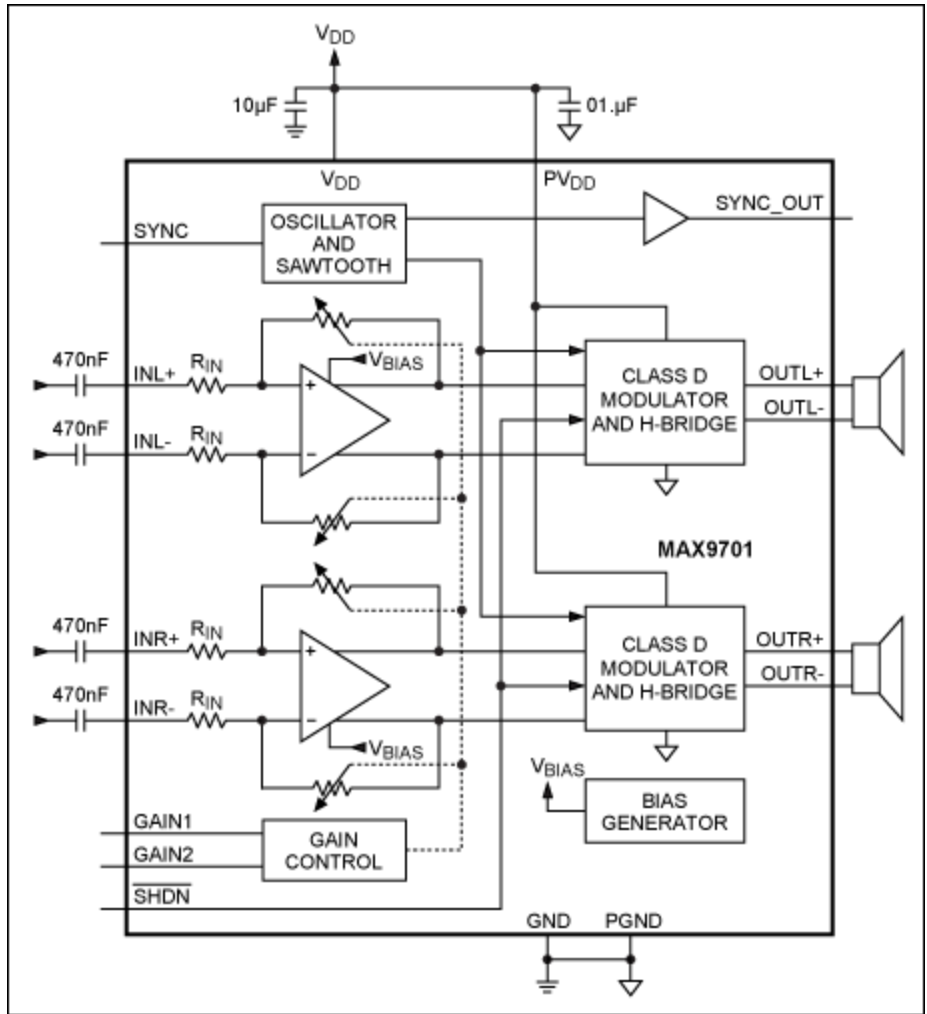 VDD
10µF
01.µF
VDD
PVDD
SYNC
OSCILLATOR
AND
SAWTOOTH
SYNC_OUT
VBIAS
470nF
INL+
RIN
+
CLASS D
MODULATOR
AND H-BRIDGE
OUTL+
OUTL-
470nF
INL-
RIN
−
MAX9701
470nF
INR+
RIN
+
CLASS D
MODULATOR
AND H-BRIDGE
OUTR+
OUTR-
470nF
INR-
RIN
−
VBIAS
VBIAS
BIAS
GENERATOR
GAIN1
GAIN2
GAIN
CONTROL
SHDN
GND
PGND